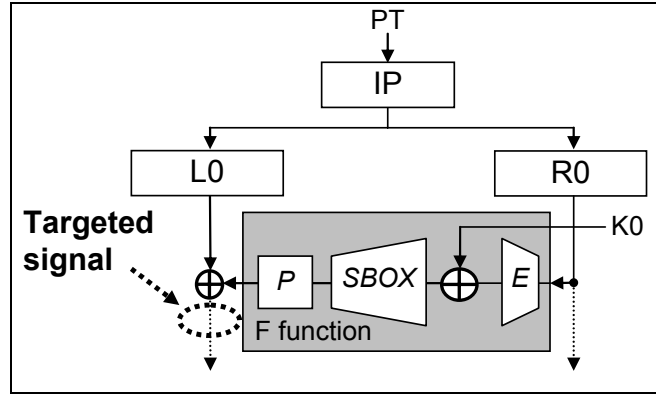 PT
IP
L0
R0
Targeted
signal
K0
P
SBOX
E
F function